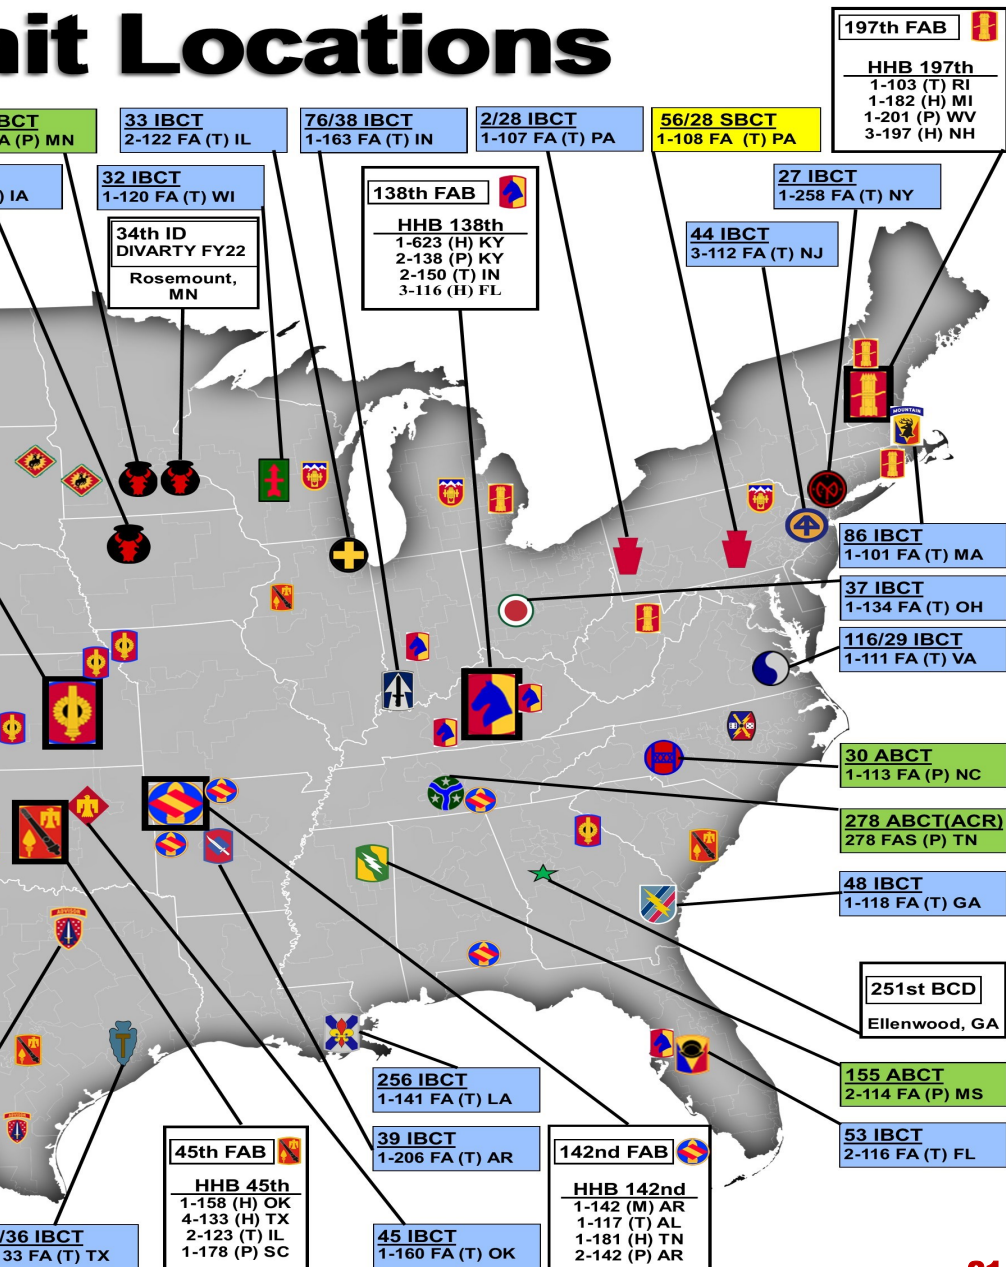 nit Locations
197th FAB
HHB 197th
1-103 (T) RI
1-182 (H) MI
1-201 (P) WV
3-197 (H) NH
BCT
A (P) MN
33 IBCT
2-122 FA (T) IL
76/38 IBCT
1-163 FA (T) IN
2/28 IBCT
1-107 FA (T) PA
56/28 SBCT
1-108 FA (T) PA
) IA
32 IBCT
1-120 FA (T) WI
138th FAB
HHB 138th
1-623 (H) KY
2-138 (P) KY
2-150 (T) IN
3-116 (H) FL
27 IBCT
1-258 FA (T) NY
34th ID
DIVARTY FY22
Rosemount,
MN
44 IBCT
3-112 FA (T) NJ
MOUNTAIN
86 IBCT
1-101 FA (T) MA
37 IBCT
1-134 FA (T) OH
116/29 IBCT
1-111 FA (T) VA
30 ABCT
1-113 FA (P) NC
278 ABCT(ACR)
278 FAS (P) TN
48 IBCT
1-118 FA (T) GA
251st BCD
Ellenwood, GA
155 ABCT
2-114 FA (P) MS
53 IBCT
2-116 FA (T) FL
256 IBCT
1-141 FA (T) LA
39 IBCT
1-206 FA (T) AR
45th FAB
HHB 45th
1-158 (H) OK
4-133 (H) TX
2-123 (T) IL
1-178 (P) SC
142nd FAB
HHB 142nd
1-142 (M) AR
1-117 (T) AL
1-181 (H) TN
2-142 (P) AR
/36 IBCT
33 FA (T) TX
45 IBCT
1-160 FA (T) OK